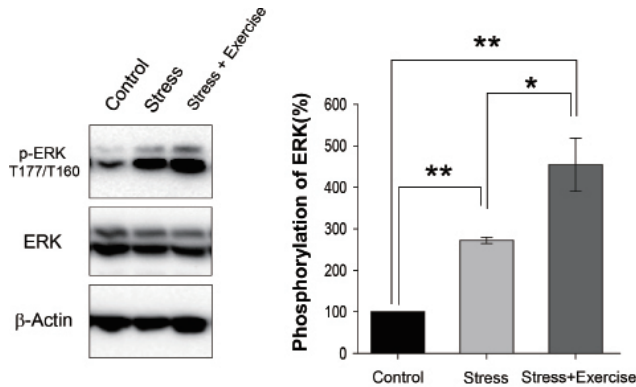 Control
Stress
Stress + Exercise
p-ERK
T177/T160
ERK
β-Actin
Phosphorylation of ERK(%)
600
500
400
300
200
100
0
**
*
**
Control Stress Stress+Exercise